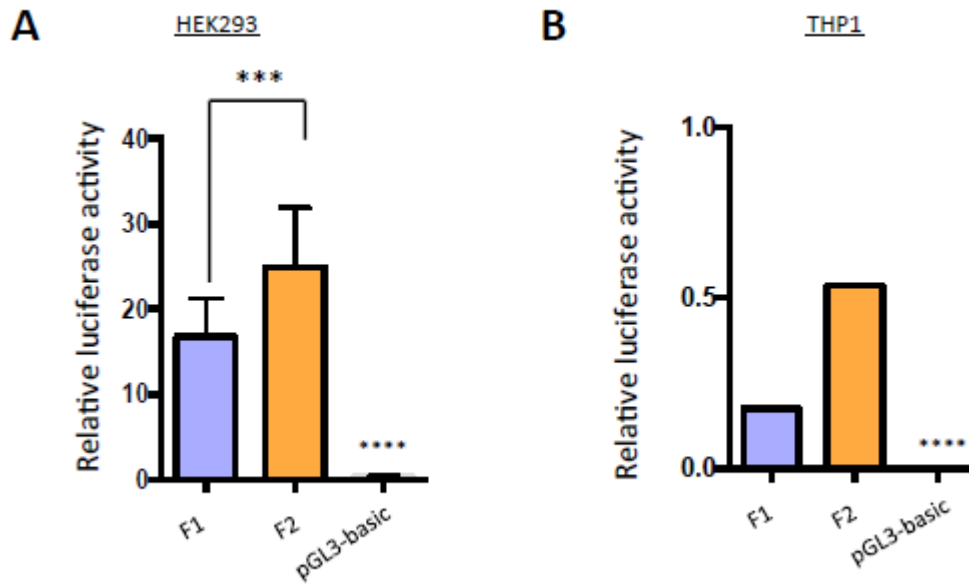 A
HEK293
***
Relative luciferase activity
40
30
20
10
0
****
F1
F2
pGL3-basic
B
THP1
Relative luciferase activity
1.0
0.5
0.0
****
F1
F2
pGL3-basic